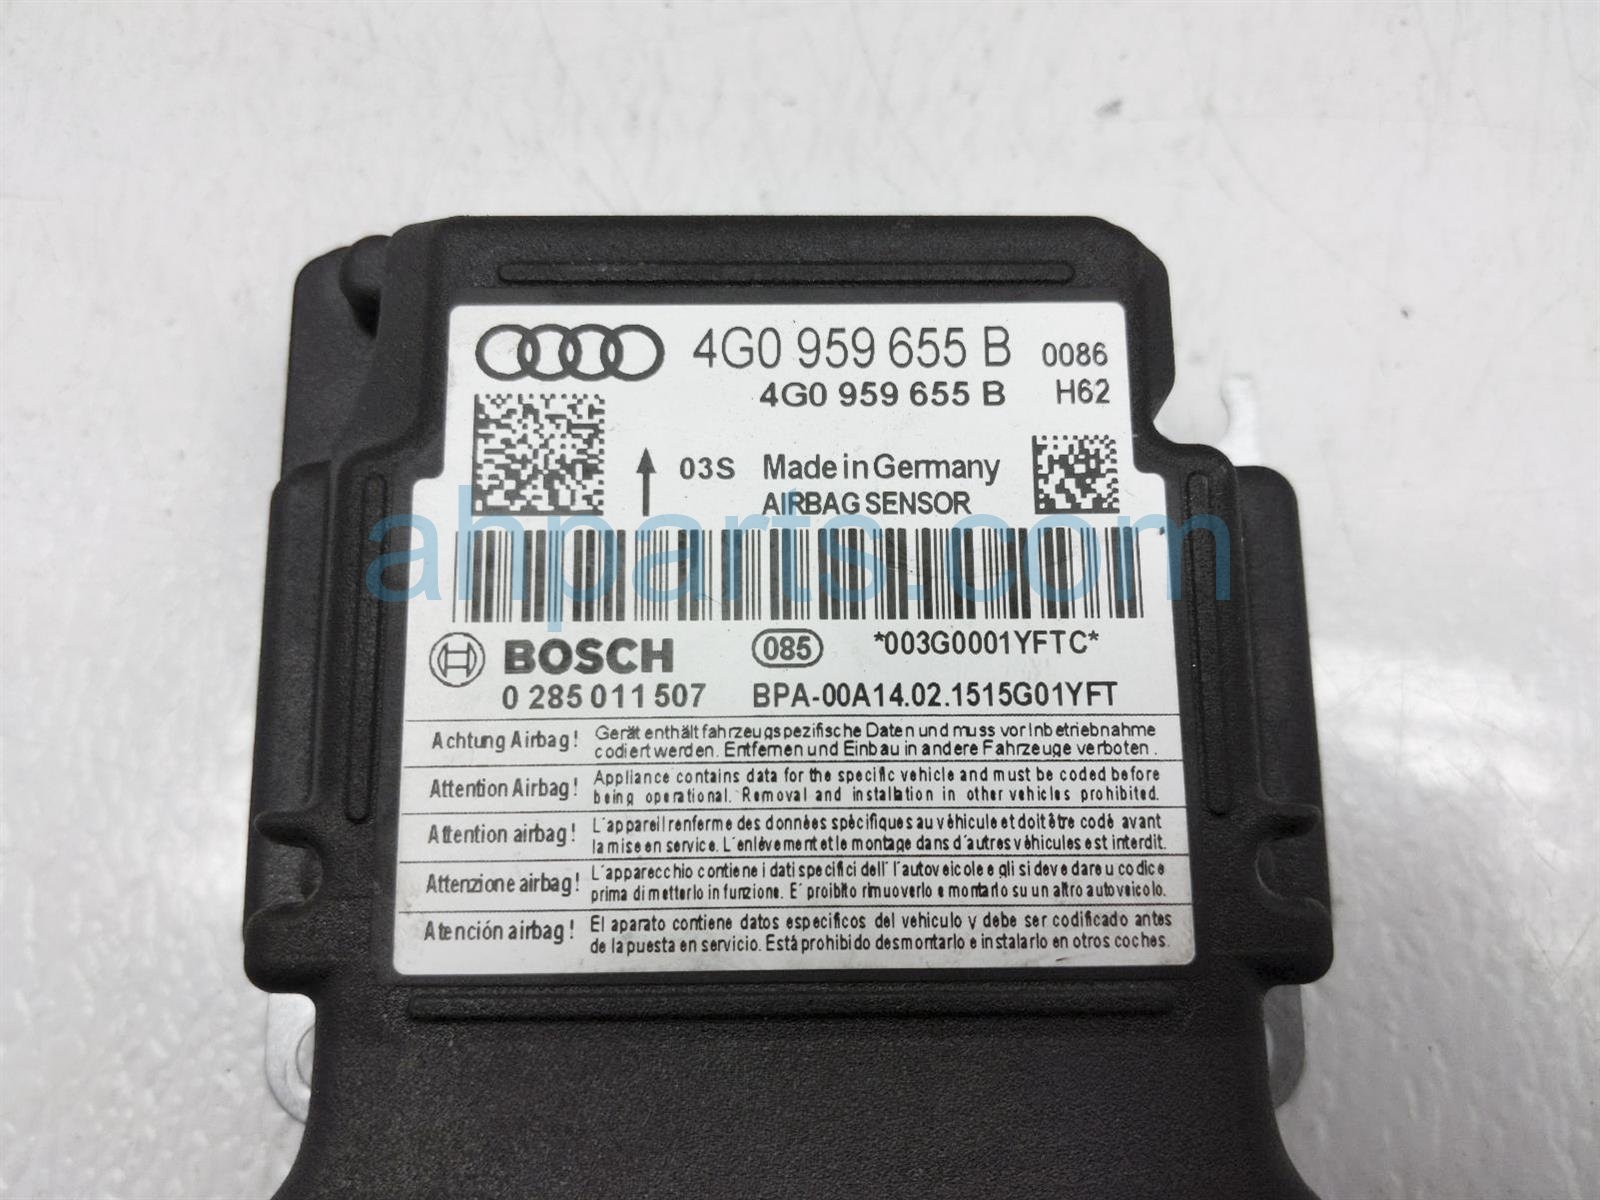 4G0 959 655 B 0086
4G0 959 655 B H62
03S Made in Germany
AIRBAG SENSOR
ahparts.com
BOSCH 085 *003G0001YFTC*
0 285 011 507 BPA-00A14.02.1515G01YFT
Achtung Airbag! Gerät enthält fahrzeugspezifische Daten und muss vor Inbetriebnahme
codiert werden. Entfernen und Einbau in andere Fahrzeuge verboten.
Attention Airbag! Appliance contains data for the specific vehicle and must be coded before
being operational. Removal and installation in other vehicles prohibited.
Attention airbag! L'appareil renferme des données spècifiques au vèhicule et doit être codè avant
la mise en service. L'enlévement et le montage dans d'autres vèhicules est interdit.
Attenzione airbag! L'apparecchio contiene i dati specifici dell' l'autoveicolo e gli si deve dare u codice
prima di metterlo in funzione. E' proibito rimuoverlo e montarlo su un altro autoveicolo.
Atención airbag! El aparato contiene datos especificos del vehiculo y debe ser codificado antes
de la puesta en servicio. Està prohibido desmontarlo e instalarlo en otros coches.